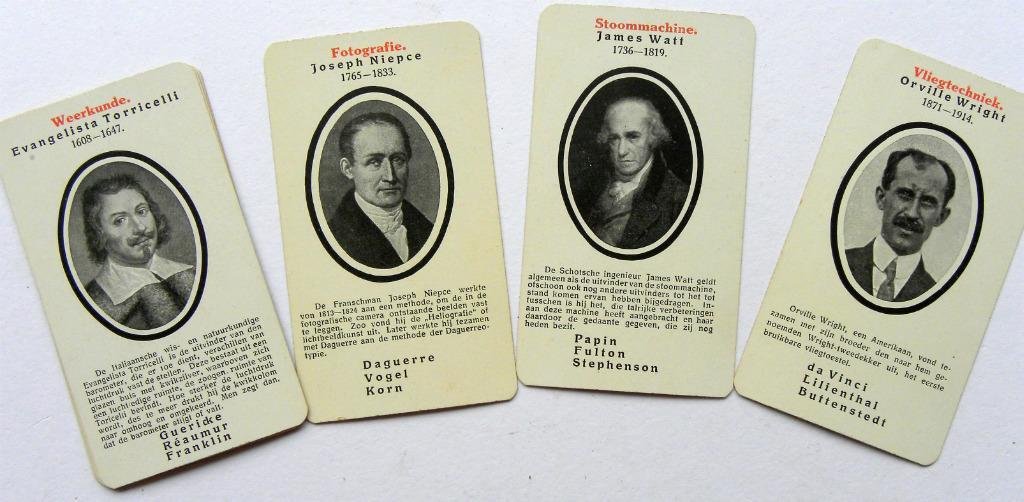 Weerkunde.
Evangelista Torricelli
1608—1647.
De Italiaansche wis- en natuurkundige
Evangelista Torricelli is de uitvinder van den
barometer, die er toe dient, verschillen van
luchtdruk vast te stellen. Deze bestaat uit een
glazen buis met kwikzilver, waarboven zich
een lucht-ledige ruimte, de zoogen. ruimte van
Toricelli bevindt. Hoe sterker de luchtdruk
wordt, des te meer drukt hij de kwikkolom
naar omhoog en omgekeerd. Men zegt dan,
dat de barometer stijgt of valt.
Guericke
Réaumur
Franklin
Fotografie.
Joseph Niepce
1765—1833.
De Franschman Joseph Niepce werkte
von 1813—1824 aan een methode, om de in de
fotografische camera ontstaande beelden vast
te leggen. Zoo vond hij de „Heliografie" of
lichtbeeldkunst uit. Later werkte hij tezamen
met Daguerre aan de methode der Daguerreo-
typie.
Daguerre
Vogel
Korn
Stoommachine.
James Watt
1736—1819.
De Schotsche ingenieur James Watt geldt
algemeen als de uitvinder van de stoommachine,
ofschoon ook nog andere uitvinders tot het tot
stand komen ervan hebben bijgedragen. In-
tusschen is hij het, die talrijke verbeteringen
aan deze machine heeft aangebracht en haar
daardoor de gedaante gegeven, die zij nog
heden bezit.
Papin
Fulton
Stephenson
Vliegtechniek.
Orville Wright
1871—1914.
Orville Wright, een Amerikaan, vond te-
zamen met zijn broeder den naar hem ge-
noemden Wright-tweedekker uit, het eerste
bruikbare vliegtoestel.
da Vinci
Lilienthal
Buttenstedt